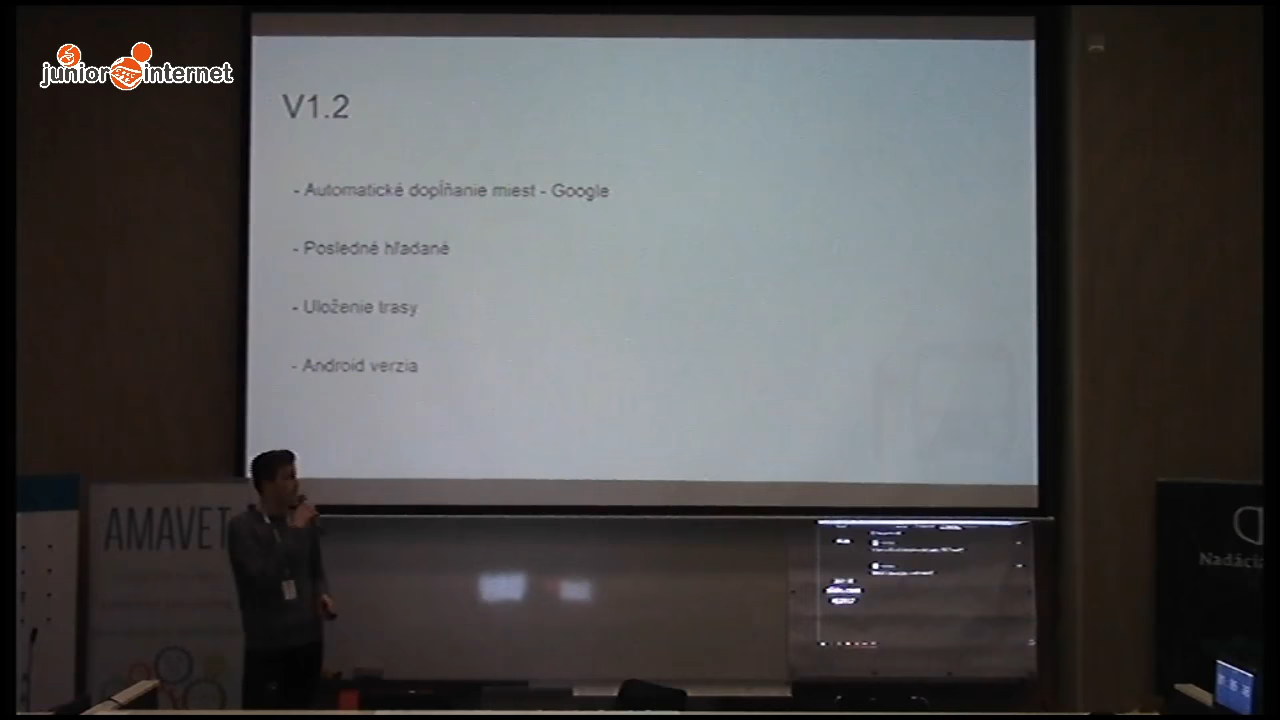 junior internet
V1.2
- Automatické dopĺňanie miest - Google
- Posledné hľadané
- Uloženie trasy
- Android verzia
AMAVET
Nadácia